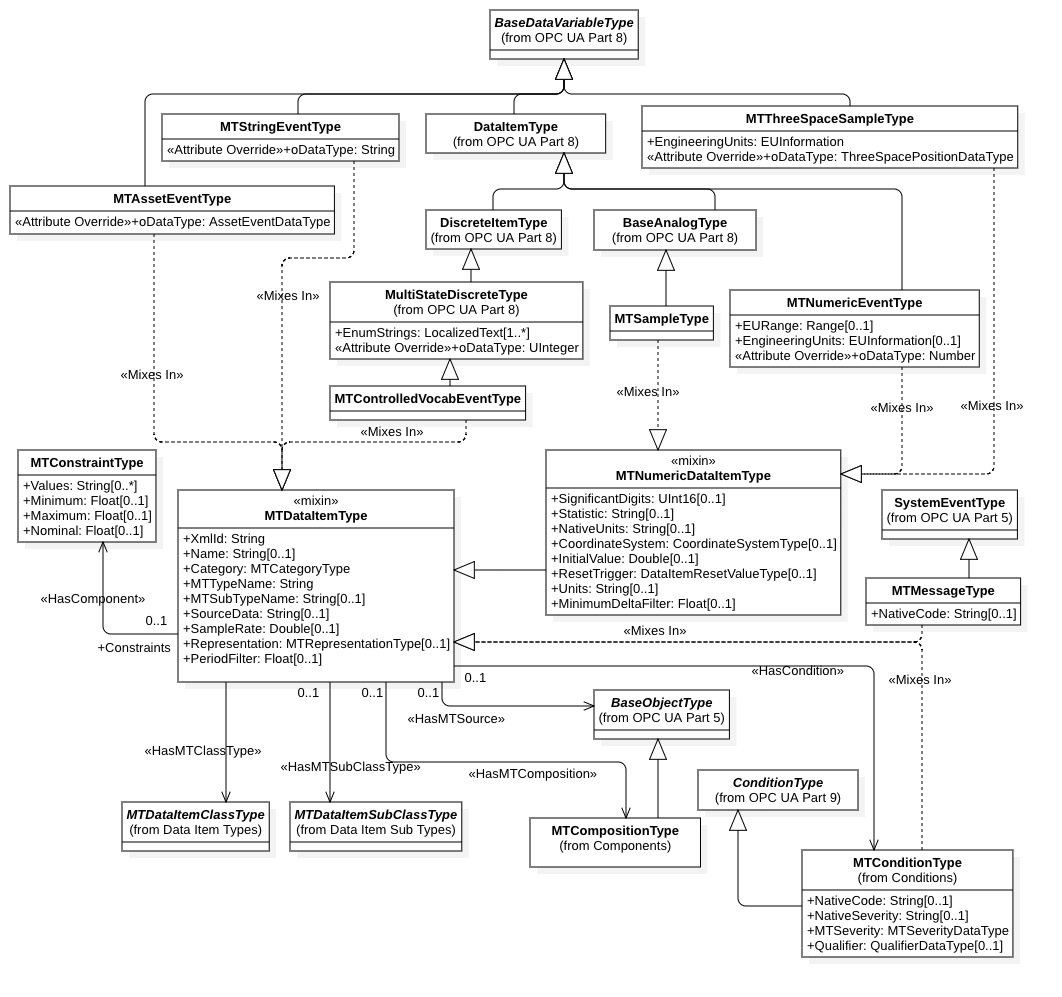 BaseDataVariableType
(from OPC UA Part 8)
MTStringEventType
«Attribute Override»+oDataType: String
DataItemType
(from OPC UA Part 8)
MTThreeSpaceSampleType
+EngineeringUnits: EUInformation
«Attribute Override»+oDataType: ThreeSpacePositionDataType
MTAssetEventType
«Attribute Override»+oDataType: AssetEventDataType
DiscreteItemType
(from OPC UA Part 8)
BaseAnalogType
(from OPC UA Part 8)
«Mixes In»
MultiStateDiscreteType
(from OPC UA Part 8)
+EnumStrings: LocalizedText[1..*]
«Attribute Override»+oDataType: UInteger
MTSampleType
MTNumericEventType
+EURange: Range[0..1]
+EngineeringUnits: EUInformation[0..1]
«Attribute Override»+oDataType: Number
«Mixes In»
MTControlledVocabEventType
«Mixes In»
«Mixes In»
«Mixes In»
«Mixes In»
MTConstraintType
+Values: String[0..*]
+Minimum: Float[0..1]
+Maximum: Float[0..1]
+Nominal: Float[0..1]
«mixin»
MTNumericDataItemType
+SignificantDigits: UInt16[0..1]
+Statistic: String[0..1]
+NativeUnits: String[0..1]
+CoordinateSystem: CoordinateSystemType[0..1]
+InitialValue: Double[0..1]
+ResetTrigger: DataItemResetValueType[0..1]
+Units: String[0..1]
+MinimumDeltaFilter: Float[0..1]
SystemEventType
(from OPC UA Part 5)
«mixin»
MTDataItemType
+XmlId: String
+Name: String[0..1]
+Category: MTCategoryType
+MTTypeName: String
+MTSubTypeName: String[0..1]
+SourceData: String[0..1]
+SampleRate: Double[0..1]
+Representation: MTRepresentationType[0..1]
+PeriodFilter: Float[0..1]
MTMessageType
+NativeCode: String[0..1]
«HasComponent»
0..1
+Constraints
«Mixes In»
«HasCondition»
0..1
«Mixes In»
0..1
0..1
0..1
«HasMTSource»
BaseObjectType
(from OPC UA Part 5)
«HasMTClassType»
«HasMTSubClassType»
«HasMTComposition»
ConditionType
(from OPC UA Part 9)
MTDataItemClassType
(from Data Item Types)
MTDataItemSubClassType
(from Data Item Sub Types)
MTCompositionType
(from Components)
MTConditionType
(from Conditions)
+NativeCode: String[0..1]
+NativeSeverity: String[0..1]
+MTSeverity: MTSeverityDataType
+Qualifier: QualifierDataType[0..1]